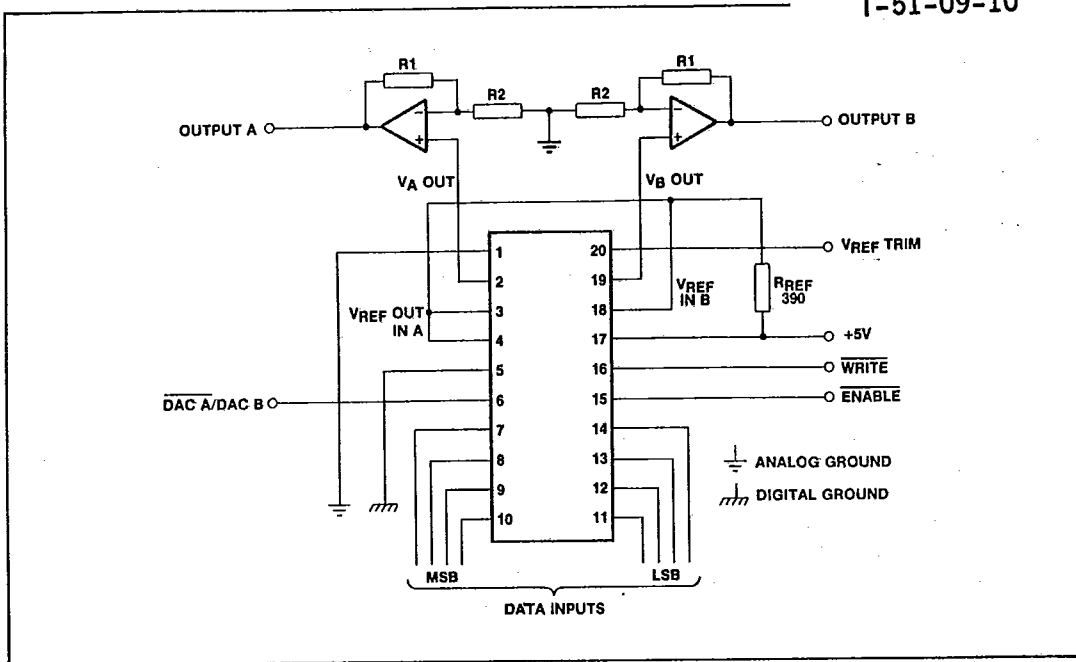 T-51-09-10
R1
R1
R2
R2
OUTPUT A
OUTPUT B
-
-
+
+
VA OUT
VB OUT
1
20
VREF TRIM
2
19
VREF
IN B
RREF
390
VREF OUT
IN A
3
18
4
17
+5V
5
16
WRITE
DAC A/DAC B
6
15
ENABLE
7
14
8
13
ANALOG GROUND
9
12
DIGITAL GROUND
10
11
MSB
LSB
DATA INPUTS